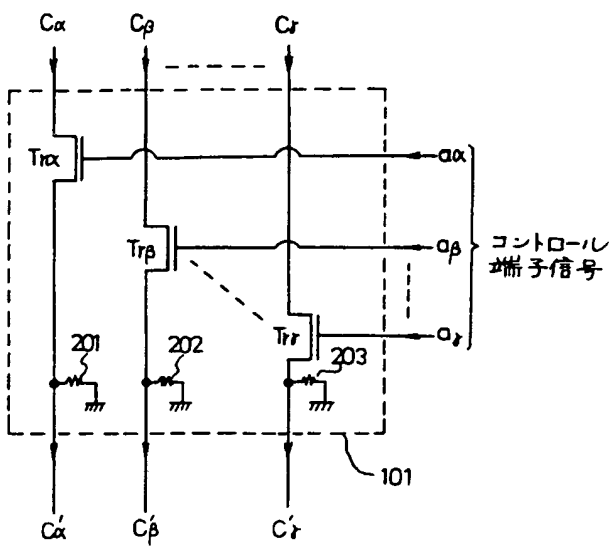 Cα
Cβ
Cγ
Trα
aα
Trβ
aβ
コントロール
端子信号
Trγ
aγ
201
202
203
101
C'α
C'β
C'γ